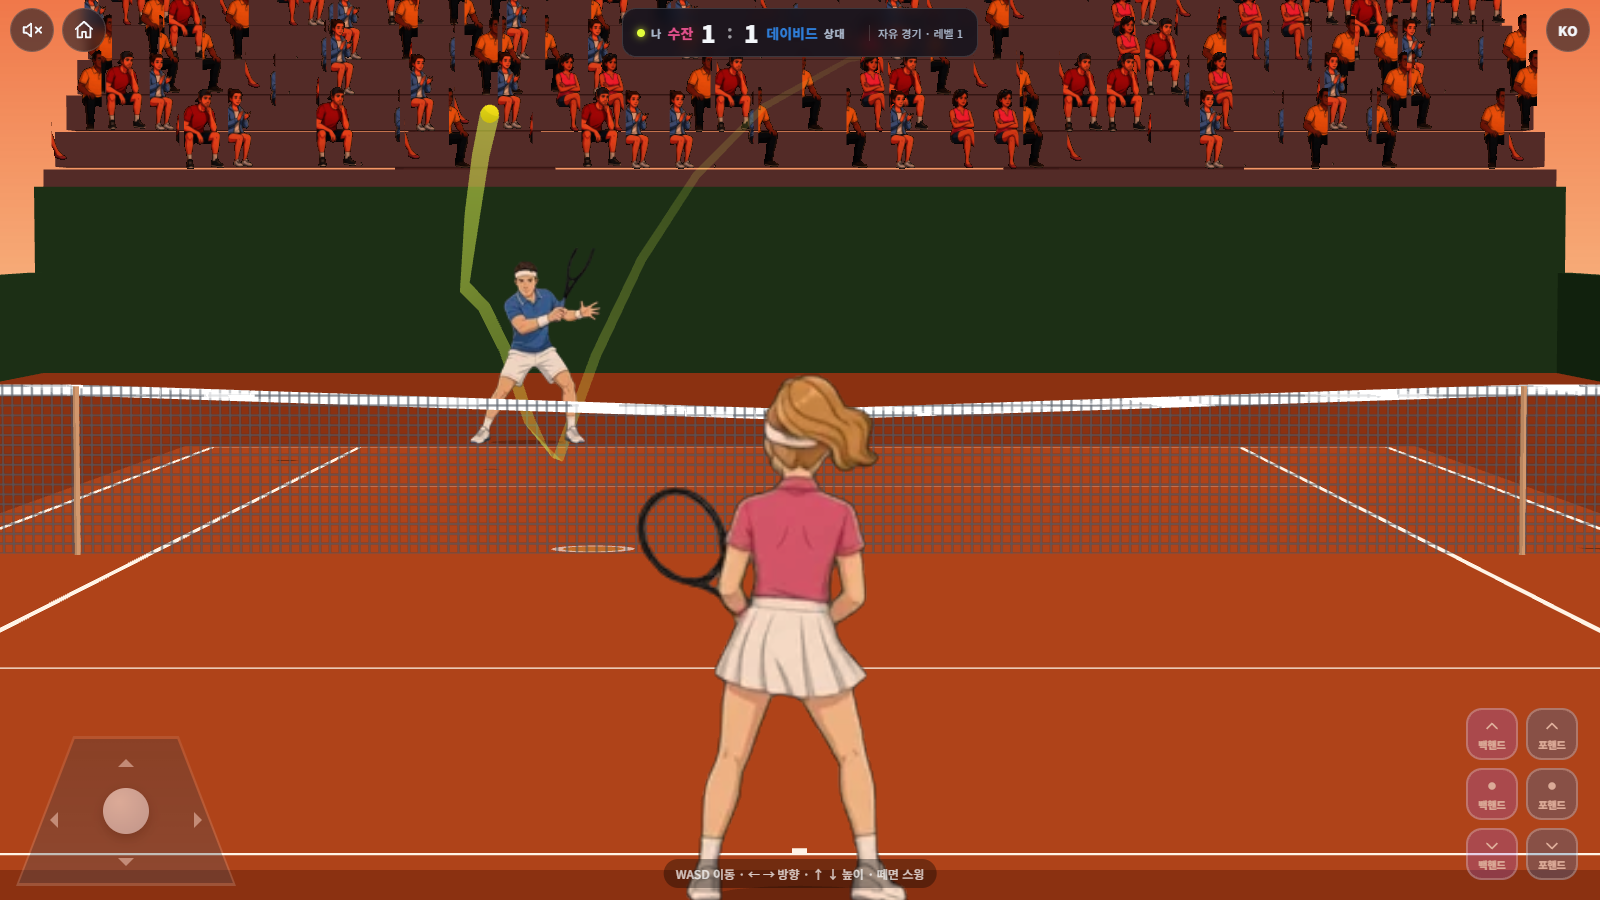 나 수잔 1 : 1 데이비드 상대 자유 경기 · 레벨 1
KO
백핸드 포핸드
백핸드 포핸드
백핸드 포핸드
WASD 이동 · ←→ 방향 · ↑ ↓ 높이 · 떼면 스윙